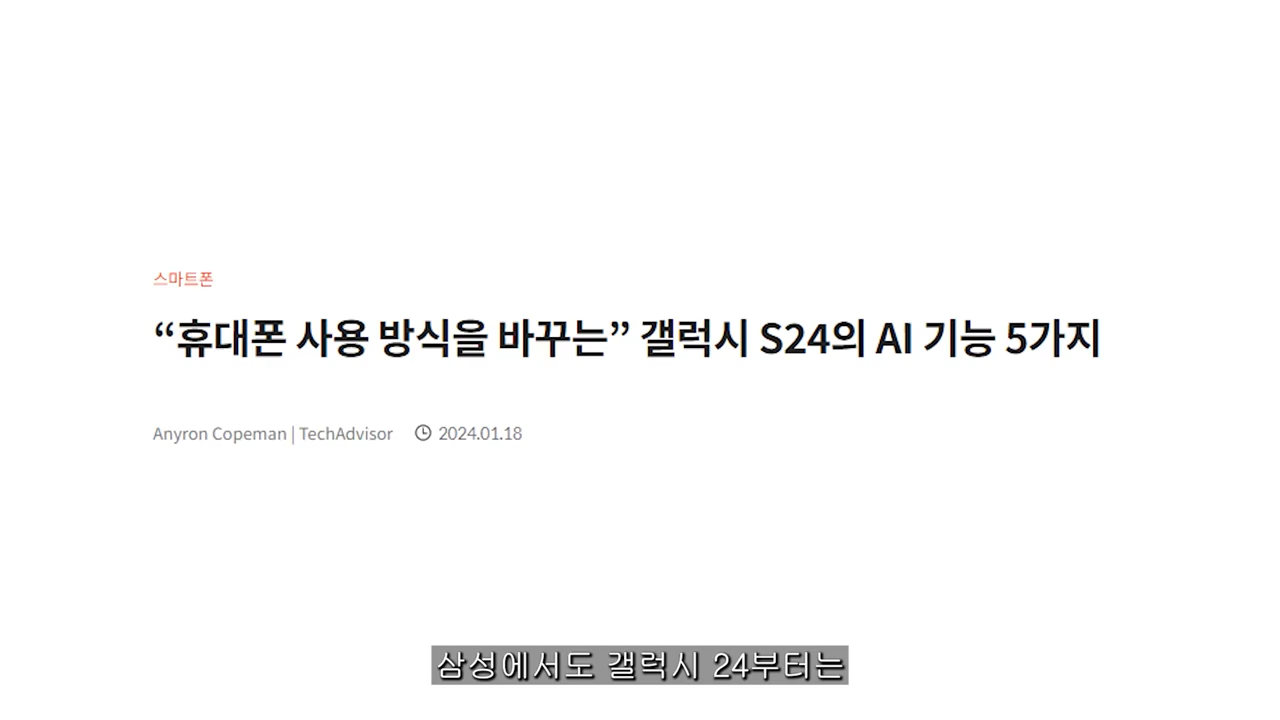 스마트폰
“휴대폰 사용 방식을 바꾸는” 갤럭시 S24의 AI 기능 5가지
Anyron Copeman | TechAdvisor 2024.01.18
삼성에서도 갤럭시 24부터는